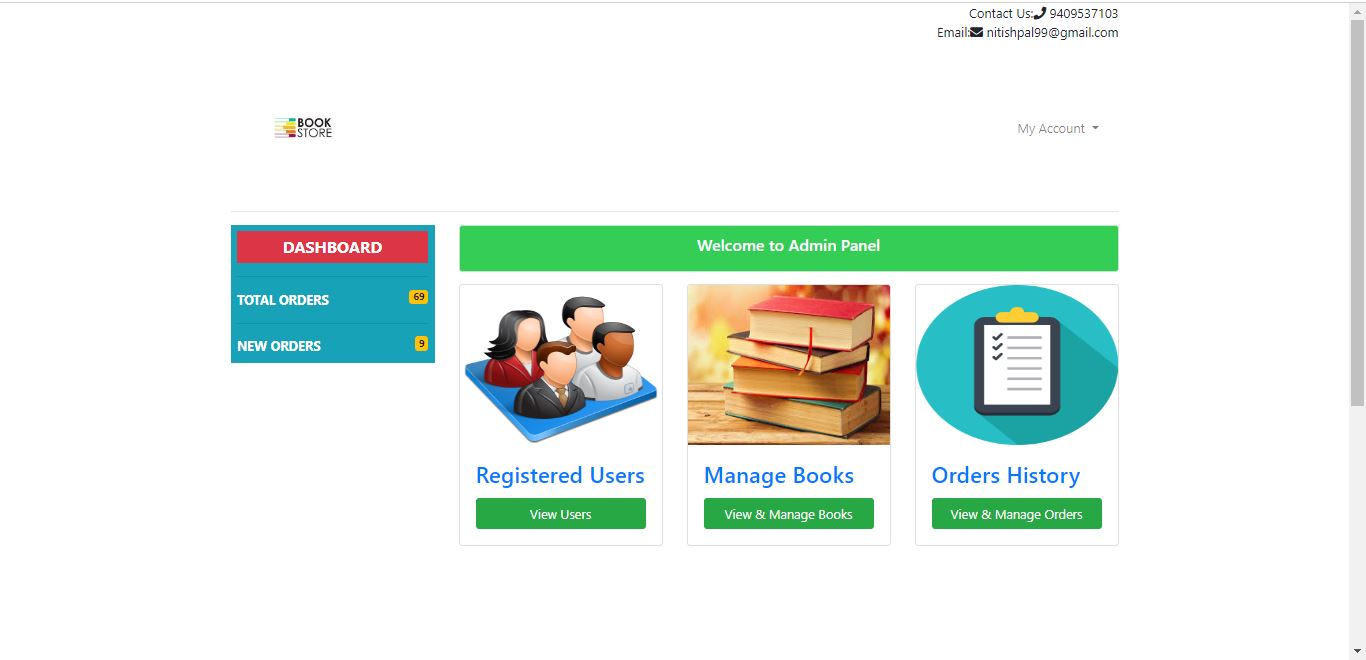 Contact Us: 9409537103
Email: nitishpal99@gmail.com
BOOK
STORE
My Account
DASHBOARD
TOTAL ORDERS 69
NEW ORDERS 9
Welcome to Admin Panel
Registered Users
View Users
Manage Books
View & Manage Books
Orders History
View & Manage Orders